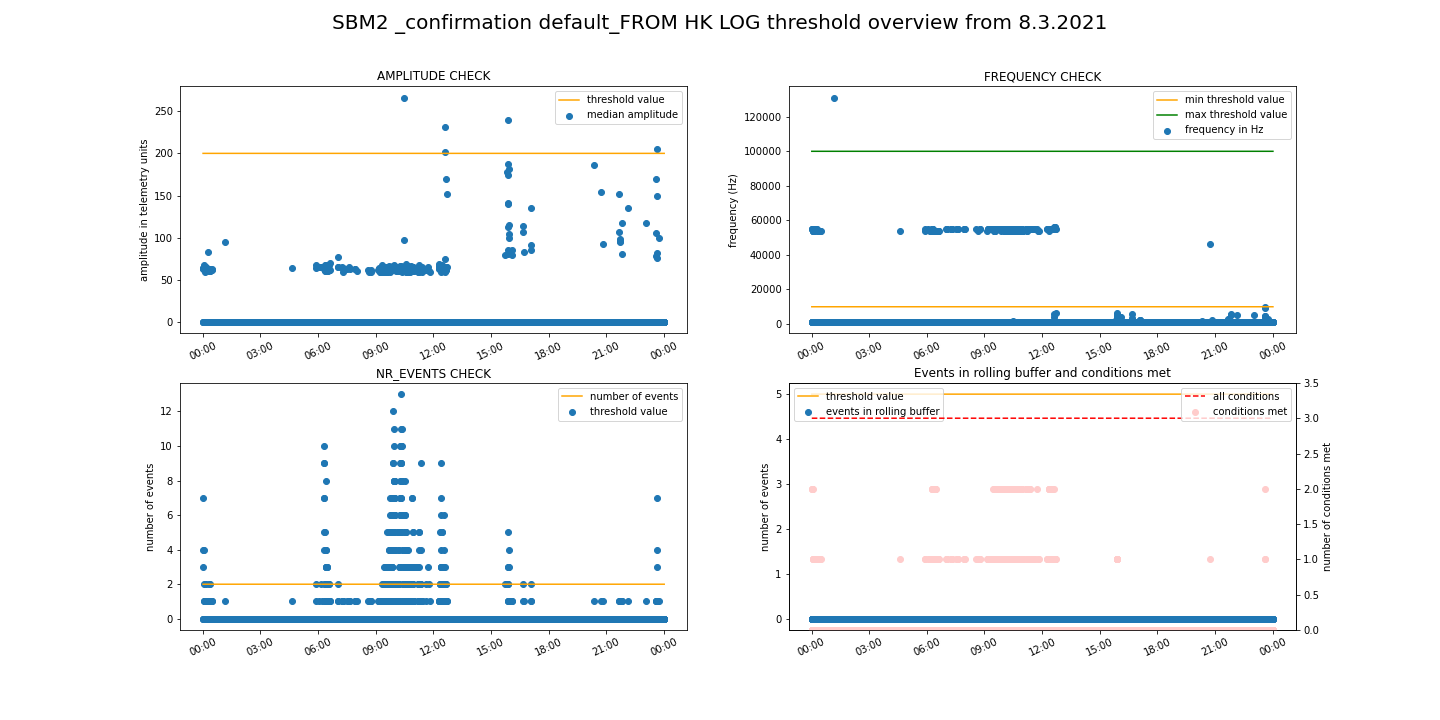 SBM2 _confirmation default_FROM HK LOG threshold overview from 8.3.2021
AMPLITUDE CHECK
amplitude in telemetry units
250
200
150
100
50
0
threshold value
median amplitude
00:00 03:00 06:00 09:00 12:00 15:00 18:00 21:00 00:00
FREQUENCY CHECK
frequency (Hz)
120000
100000
80000
60000
40000
20000
0
min threshold value
max threshold value
frequency in Hz
00:00 03:00 06:00 09:00 12:00 15:00 18:00 21:00 00:00
NR_EVENTS CHECK
number of events
12
10
8
6
4
2
0
number of events
threshold value
00:00 03:00 06:00 09:00 12:00 15:00 18:00 21:00 00:00
Events in rolling buffer and conditions met
number of events
5
4
3
2
1
0
threshold value
events in rolling buffer
all conditions
conditions met
3.5
3.0
2.5
2.0
1.5
1.0
0.5
0.0
number of conditions met
00:00 03:00 06:00 09:00 12:00 15:00 18:00 21:00 00:00